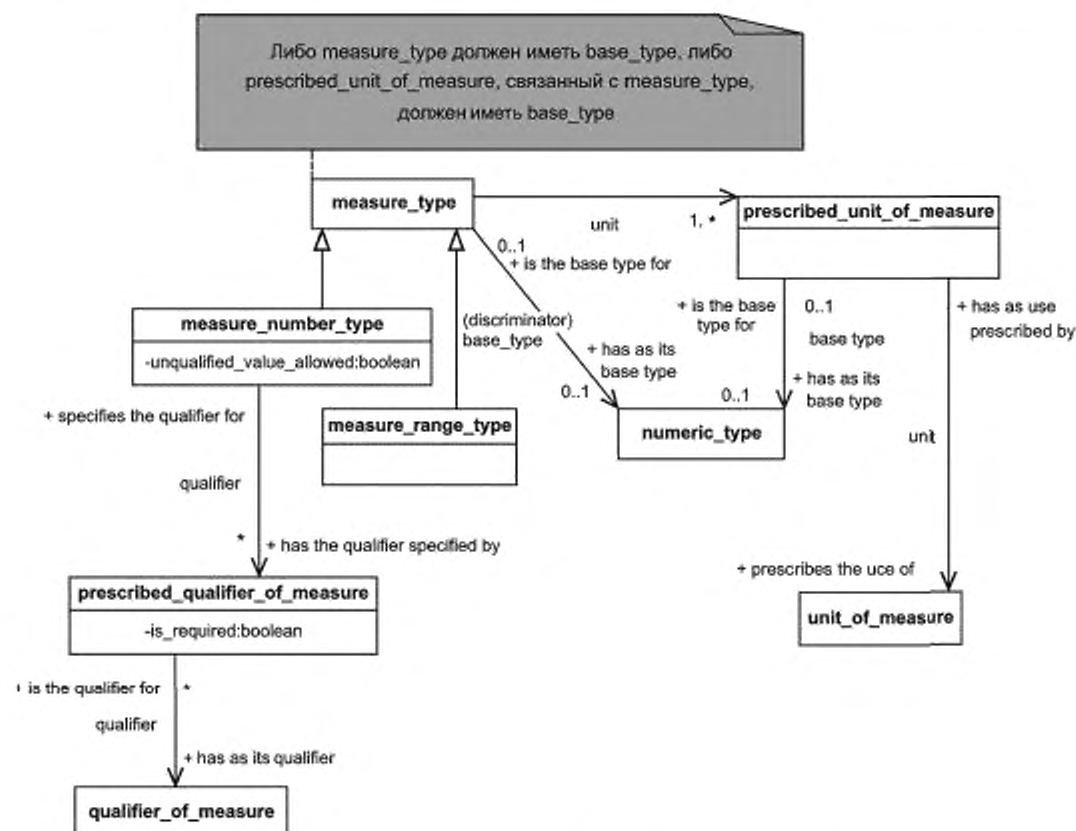 Либо measure_type должен иметь base_type, либо
prescribed_unit_of_measure, связанный с measure_type,
должен иметь base_type
measure_type
unit
1, *
prescribed_unit_of_measure
0..1
+ is the base type for
measure_number_type
-unqualified_value_allowed:boolean
(discriminator)
base_type
+ is the base
type for
0..1
base type
+ has as use
prescribed by
+ has as its
base type
0..1
0..1
+ has as its
base type
+ specifies the qualifier for
measure_range_type
numeric_type
unit
qualifier
*
+ has the qualifier specified by
prescribed_qualifier_of_measure
-is_required:boolean
+ prescribes the uce of
unit_of_measure
+ is the qualifier for
*
qualifier
+ has as its qualifier
qualifier_of_measure